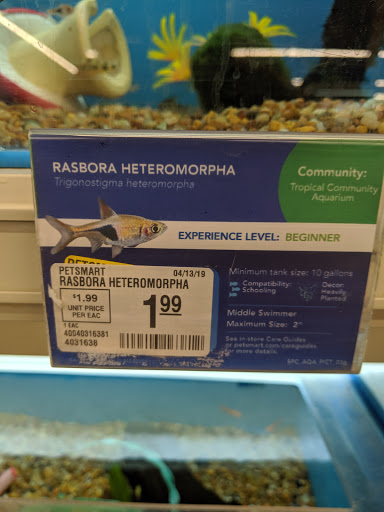 RASBORA HETEROMORPHA
Trigonostigma heteromorpha
Community:
Tropical Community
Aquarium
EXPERIENCE LEVEL: BEGINNER
PETSMART 04/13/19
RASBORA HETEROMORPHA
$1.99
UNIT PRICE
PER EAC
1 99
1 EAC
40040316381
4031638
Minimum tank size: 10 gallons
Compatibility:
Schooling
Decor:
Heavily
Planted
Middle Swimmer
Maximum Size: 2"
See in-store Care Guides
or petsmart.com/careguides
for more details.